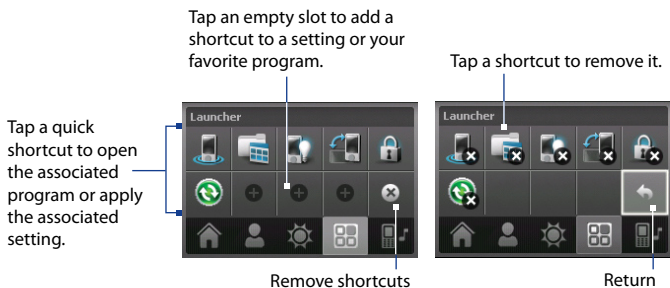 Tap an empty slot to add a
shortcut to a setting or your
favorite program.
Tap a shortcut to remove it.
Tap a quick
shortcut to open
the associated
program or apply
the associated
setting.
Launcher
Launcher
Remove shortcuts
Return